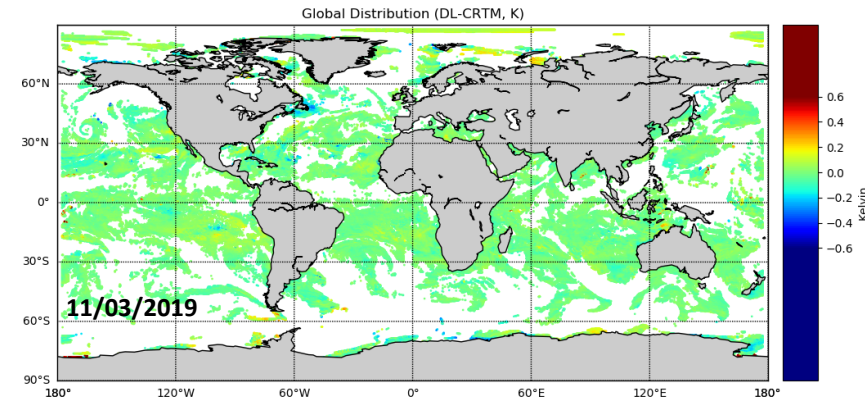 Global Distribution (DL-CRTM, K)
60°N
30°N
0°
30°S
60°S
90°S
11/03/2019
180°
120°W
60°W
0°
60°E
120°E
180°
0.6
0.4
0.2
0.0
−0.2
−0.4
−0.6
Kelvin